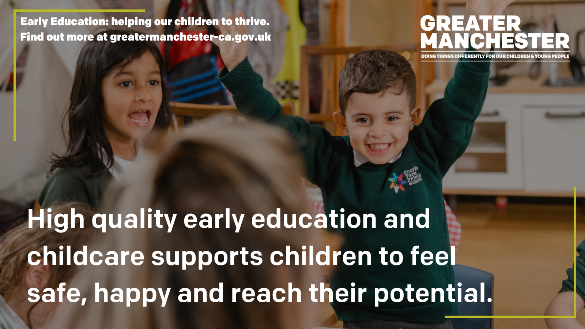 Early Education: helping our children to thrive.
Find out more at greatermanchester-ca.gov.uk
GREATER
MANCHESTER
DOING THINGS DIFFERENTLY FOR OUR CHILDREN & YOUNG PEOPLE
High quality early education and
childcare supports children to feel
safe, happy and reach their potential.